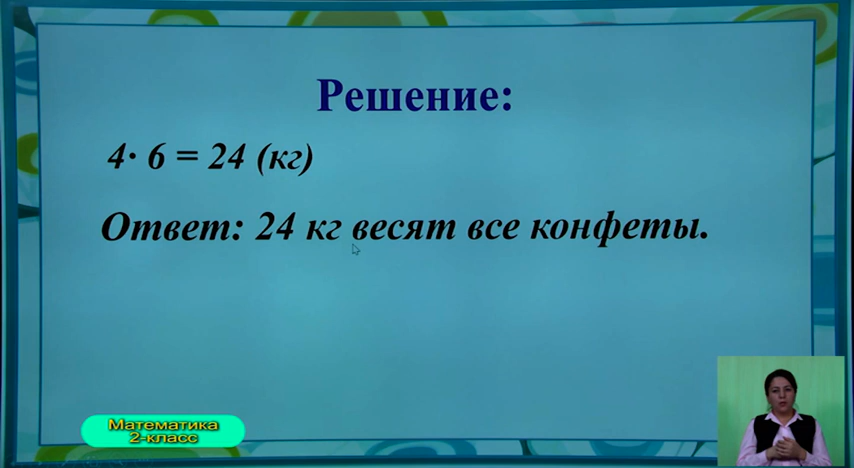 Решение:
4· 6 = 24 (кг)
Ответ: 24 кг весят все конфеты.
Математика
2-класс